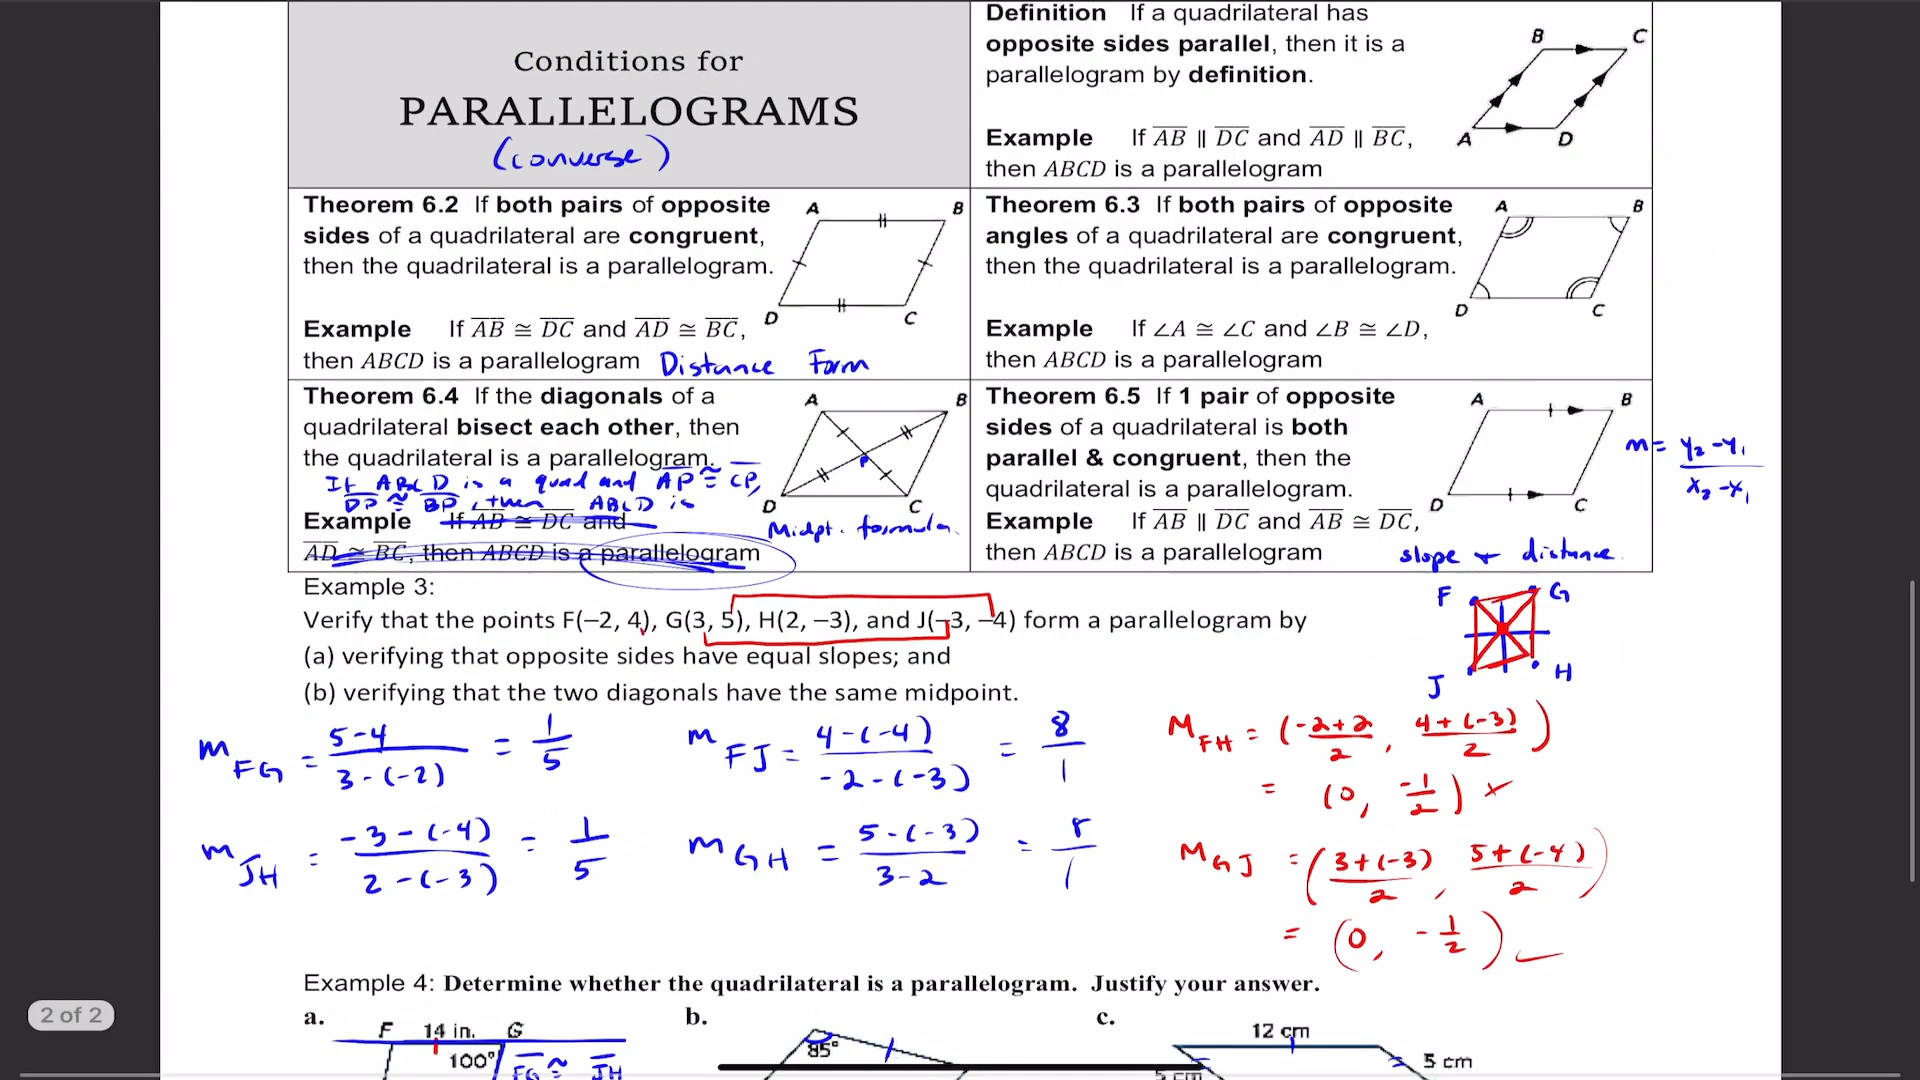 Conditions for
PARALLELOGRAMS
(converse)
Definition If a quadrilateral has
opposite sides parallel, then it is a
parallelogram by definition.
Example If AB ∥ DC and AD ∥ BC,
then ABCD is a parallelogram
B C
A D
Theorem 6.2 If both pairs of opposite
sides of a quadrilateral are congruent,
then the quadrilateral is a parallelogram.
Example If AB ≅ DC and AD ≅ BC,
then ABCD is a parallelogram Distance Form
A B
D C
Theorem 6.3 If both pairs of opposite
angles of a quadrilateral are congruent,
then the quadrilateral is a parallelogram.
Example If ∠A ≅ ∠C and ∠B ≅ ∠D,
then ABCD is a parallelogram
A B
D C
Theorem 6.4 If the diagonals of a
quadrilateral bisect each other, then
the quadrilateral is a parallelogram.
If ABCD is a quad and AP ≅ CP,
DP ≅ BP, then ABCD is
Example If AB ≅ DC and
AD ≅ BC, then ABCD is a parallelogram
A B
P
D C
Midpt. formula.
Theorem 6.5 If 1 pair of opposite
sides of a quadrilateral is both
parallel & congruent, then the
quadrilateral is a parallelogram.
Example If AB ∥ DC and AB ≅ DC,
then ABCD is a parallelogram
slope + distance.
A B
D C
m = y₂-y₁
x₂-x₁
Example 3:
Verify that the points F(−2, 4), G(3, 5), H(2, −3), and J(−3, −4) form a parallelogram by
(a) verifying that opposite sides have equal slopes; and
(b) verifying that the two diagonals have the same midpoint.
F G
J H
m FG = 5-4 / 3-(-2) = 1/5
m FJ = 4-(-4) / -2-(-3) = 8/1
M FH = (-2+2 / 2, 4+(-3) / 2)
= (0, -1/2)
m JH = -3-(-4) / 2-(-3) = 1/5
m GH = 5-(-3) / 3-2 = 8/1
M GJ = (3+(-3) / 2, 5+(-4) / 2)
= (0, -1/2)
Example 4: Determine whether the quadrilateral is a parallelogram. Justify your answer.
a. b. c.
F 14 in. G
100°
FG ≅ JH
85°
12 cm
5 cm
5 cm
2 of 2